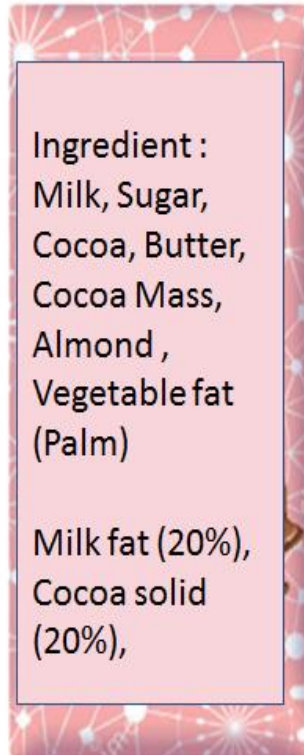 Ingredient :
Milk, Sugar,
Cocoa, Butter,
Cocoa Mass,
Almond ,
Vegetable fat
(Palm)
Milk fat (20%),
Cocoa solid
(20%),